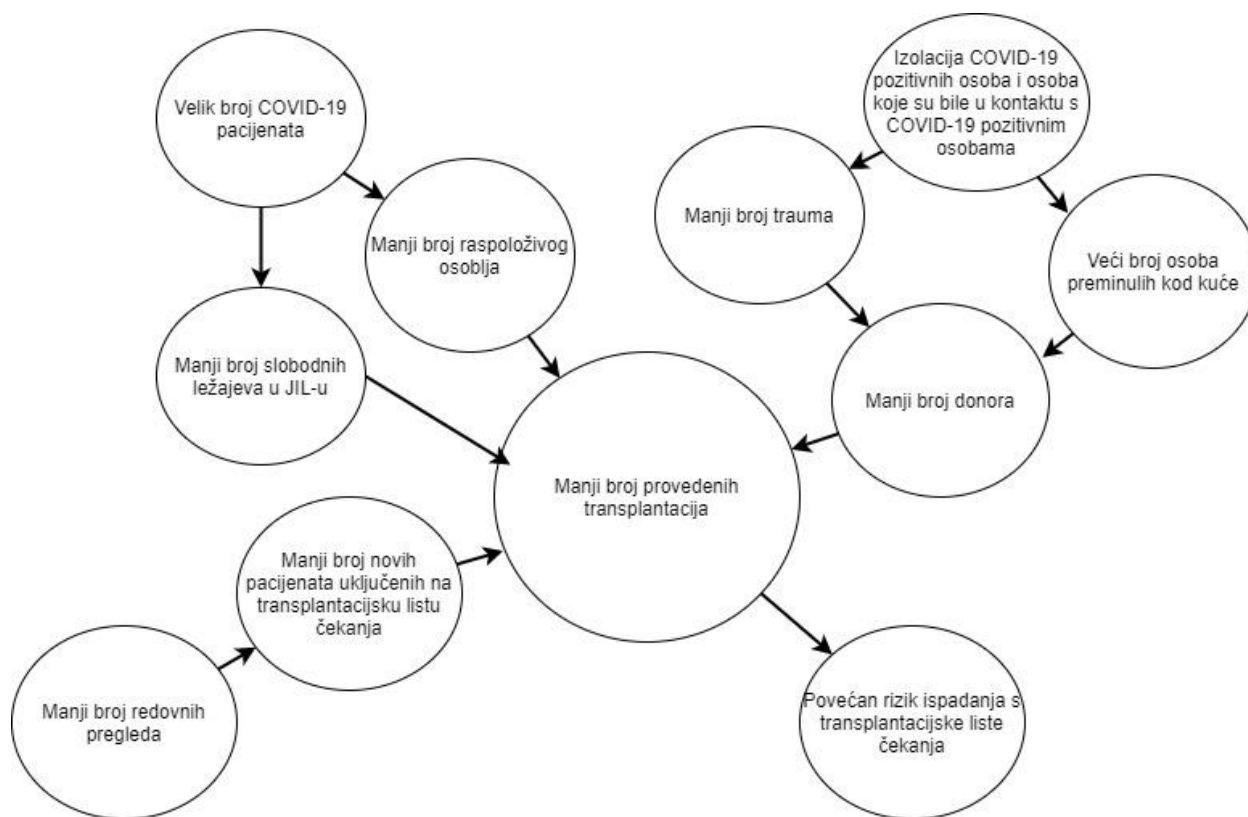 Velik broj COVID-19
pacijenata
Izolacija COVID-19
pozitivnih osoba i osoba
koje su bile u kontaktu s
COVID-19 pozitivnim
osobama
Manji broj trauma
Manji broj raspoloživog
osoblja
Veći broj osoba
preminulih kod kuće
Manji broj slobodnih
ležajeva u JIL-u
Manji broj donora
Manji broj provedenih
transplantacija
Manji broj novih
pacijenata uključenih na
transplantacijsku listu
čekanja
Manji broj redovnih
pregleda
Povećan rizik ispadanja s
transplantacijske liste
čekanja